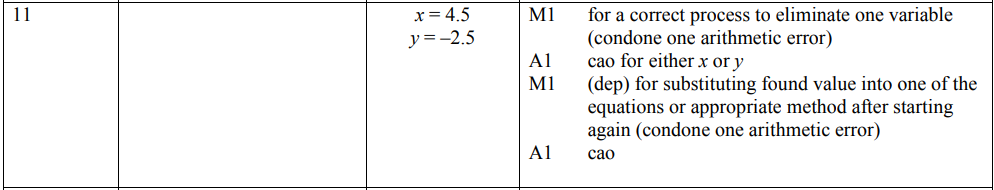 11 x = 4.5 M1 for a correct process to eliminate one variable
y = –2.5 (condone one arithmetic error)
A1 cao for either x or y
M1 (dep) for substituting found value into one of the
equations or appropriate method after starting
again (condone one arithmetic error)
A1 cao